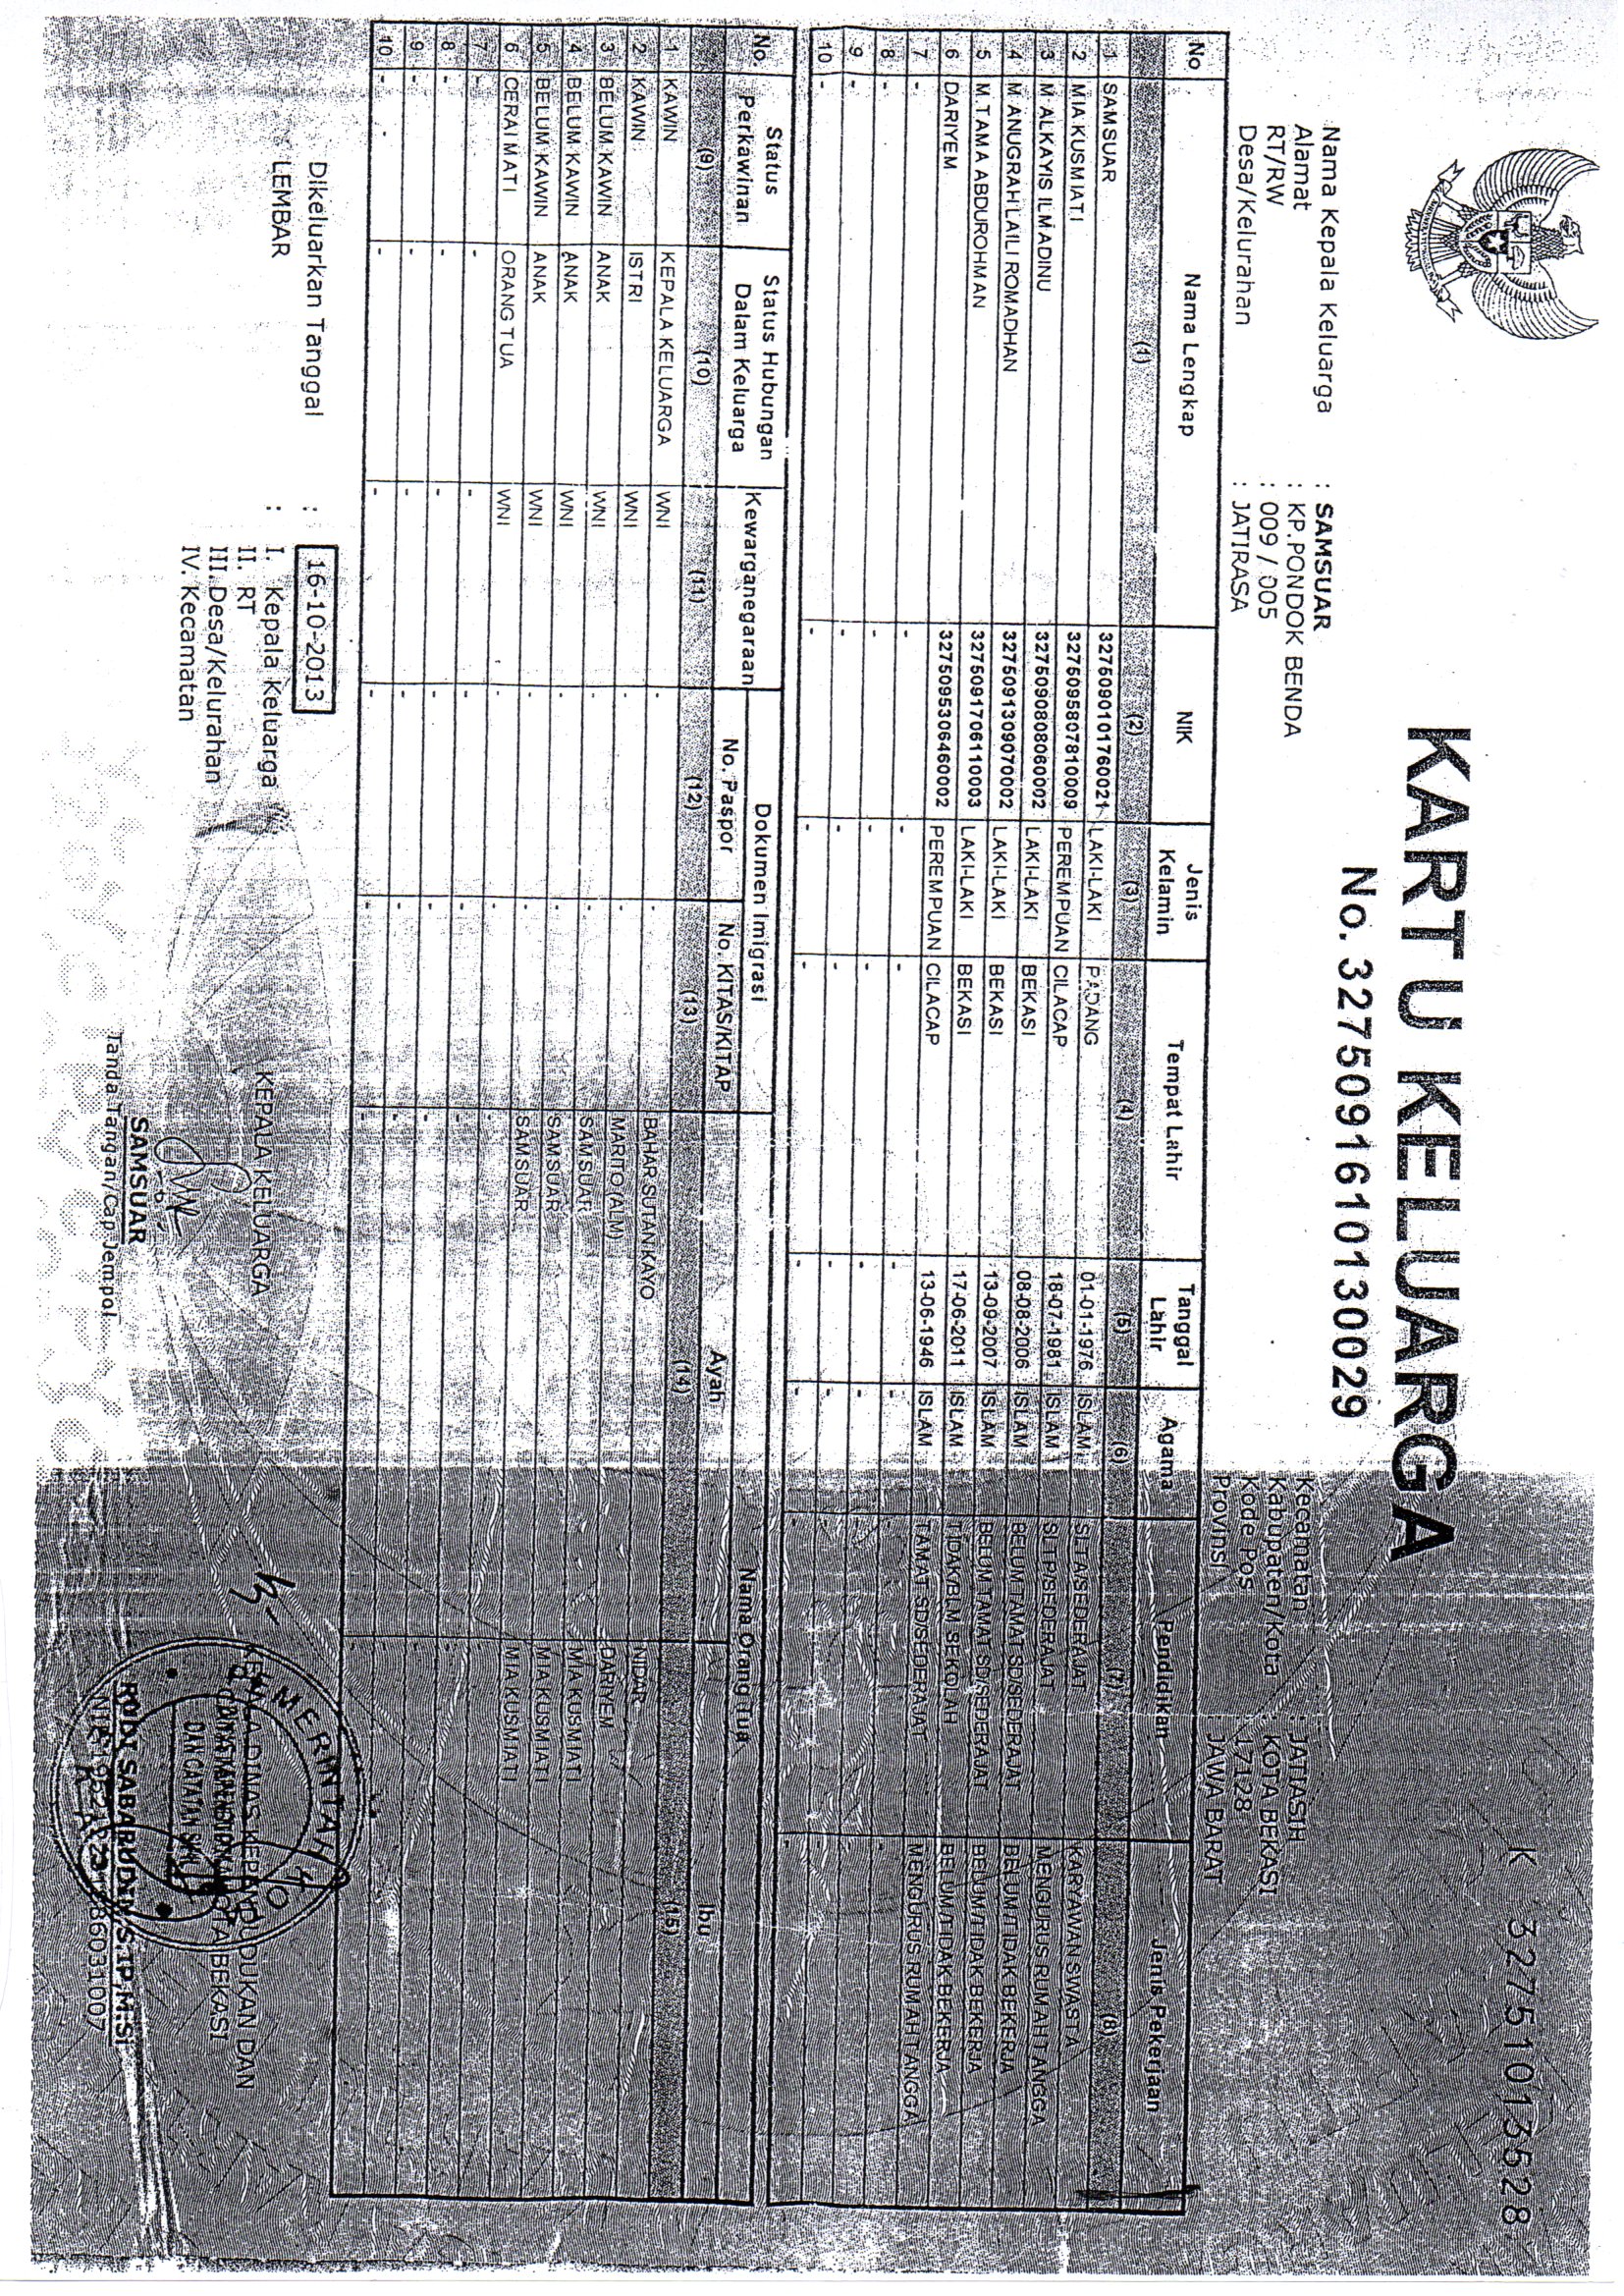 K 32751013528
KARTU KELUARGA
No. 3275091610130029
Nama Kepala Keluarga : SAMSUAR
Alamat : KP.PONDOK BENDA
RT/RW : 009 / 005
Desa/Kelurahan : JATIRASA
Kecamatan : JATIASIH
Kabupaten/Kota : KOTA BEKASI
Kode Pos : 17128
Provinsi : JAWA BARAT
No Nama Lengkap NIK Jenis Kelamin Tempat Lahir Tanggal Lahir Agama Pendidikan Jenis Pekerjaan
(1) (2) (3) (4) (5) (6) (7) (8)
1 SAMSUAR 3275090101760021 LAKI-LAKI PADANG 01-01-1976 ISLAM SLTA/SEDERAJAT KARYAWAN SWASTA
2 MIA KUSMIATI 3275095807810009 PEREMPUAN CILACAP 18-07-1981 ISLAM SLTP/SEDERAJAT MENGURUS RUMAH TANGGA
3 M ALKAYIS ILMADINU 3275090808060002 LAKI-LAKI BEKASI 08-08-2006 ISLAM BELUM TAMAT SD/SEDERAJAT BELUM/TIDAK BEKERJA
4 M ANUGRAH LAILI ROMADHAN 3275091309070002 LAKI-LAKI BEKASI 13-09-2007 ISLAM BELUM TAMAT SD/SEDERAJAT BELUM/TIDAK BEKERJA
5 M.TAMA ABDUROHMAN 3275091706110003 LAKI-LAKI BEKASI 17-06-2011 ISLAM TIDAK/BLM SEKOLAH BELUM/TIDAK BEKERJA
6 DARIYEM 3275095306460002 PEREMPUAN CILACAP 13-06-1946 ISLAM TAMAT SD/SEDERAJAT MENGURUS RUMAH TANGGA
7 - - - - - - - -
8 - - - - - - - -
9 - - - - - - - -
10 - - - - - - - -
No. Status Perkawinan Status Hubungan Dalam Keluarga Kewarganegaraan Dokumen Imigrasi Nama Orang Tua
No. Paspor No. KITAS/KITAP Ayah Ibu
(9) (10) (11) (12) (13) (14) (15)
1 KAWIN KEPALA KELUARGA WNI - - BAHAR SUTAN KAYO NIDAR
2 KAWIN ISTRI WNI - - MARITO (ALM) DARIYEM
3 BELUM KAWIN ANAK WNI - - SAMSUAR MIA KUSMIATI
4 BELUM KAWIN ANAK WNI - - SAMSUAR MIA KUSMIATI
5 BELUM KAWIN ANAK WNI - - SAMSUAR MIA KUSMIATI
6 CERAI MATI ORANG TUA WNI - - - -
7 - - - - - - -
8 - - - - - - -
9 - - - - - - -
10 - - - - - - -
Dikeluarkan Tanggal : 16-10-2013
LEMBAR : I. Kepala Keluarga
II. RT
III. Desa/Kelurahan
IV. Kecamatan
KEPALA KELUARGA
SAMSUAR
Tanda Tangan/Cap Jempol
PEMERINTAH KOTA
KEPALA DINAS KEPENDUDUKAN DAN
KOTA BEKASI
DAN CATATAN SIPIL
RUDI SABARUDIN,S.IP,M.Si